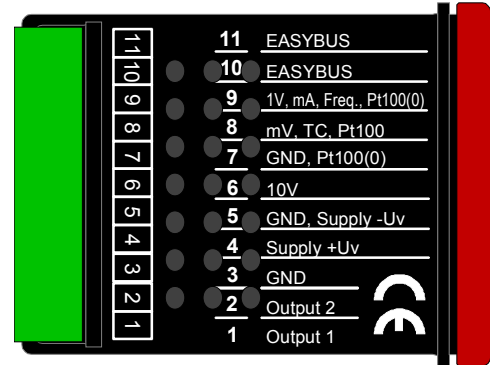 11
10
9
8
7
6
5
4
3
2
1
11 EASYBUS
10 EASYBUS
9 1V, mA, Freq., Pt100(0)
8 mV, TC, Pt100
7 GND, Pt100(0)
6 10V
5 GND, Supply -Uv
4 Supply +Uv
3 GND
2 Output 2
1 Output 1
CE